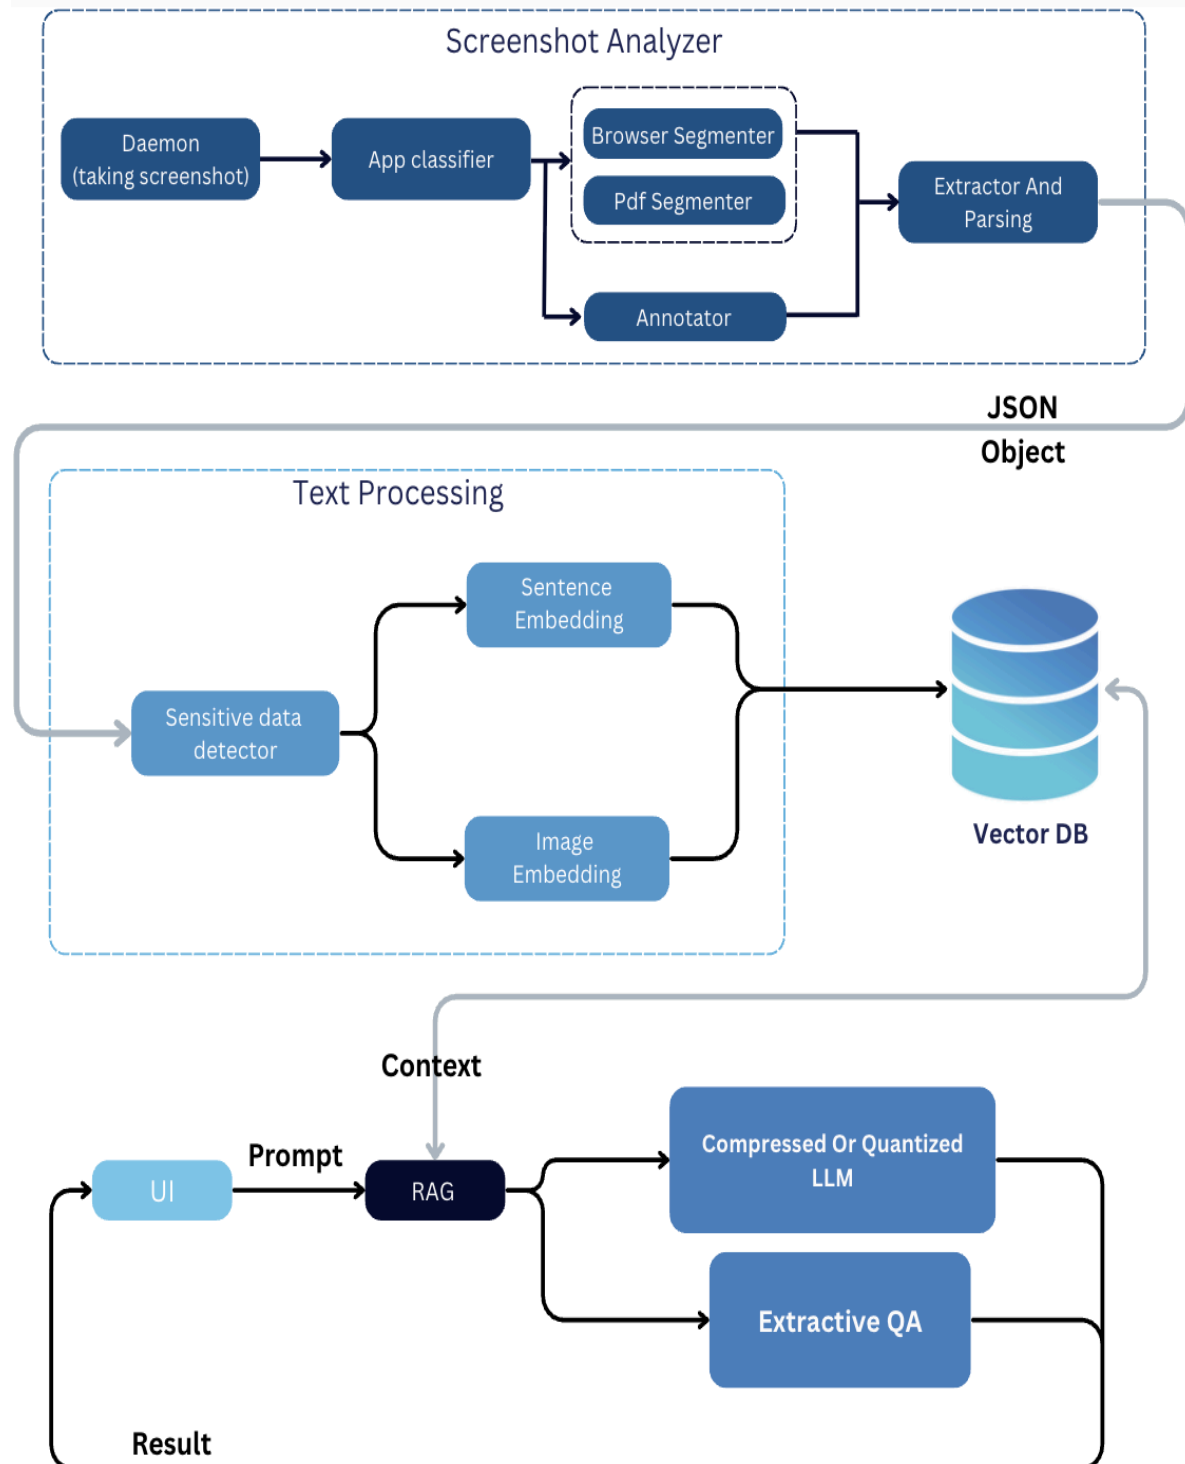 Screenshot Analyzer
Daemon
(taking screenshot)
App classifier
Browser Segmenter
Pdf Segmenter
Annotator
Extractor And
Parsing
JSON
Object
Text Processing
Sentence
Embedding
Sensitive data
detector
Image
Embedding
Vector DB
Context
Prompt
UI
RAG
Compressed Or Quantized
LLM
Extractive QA
Result